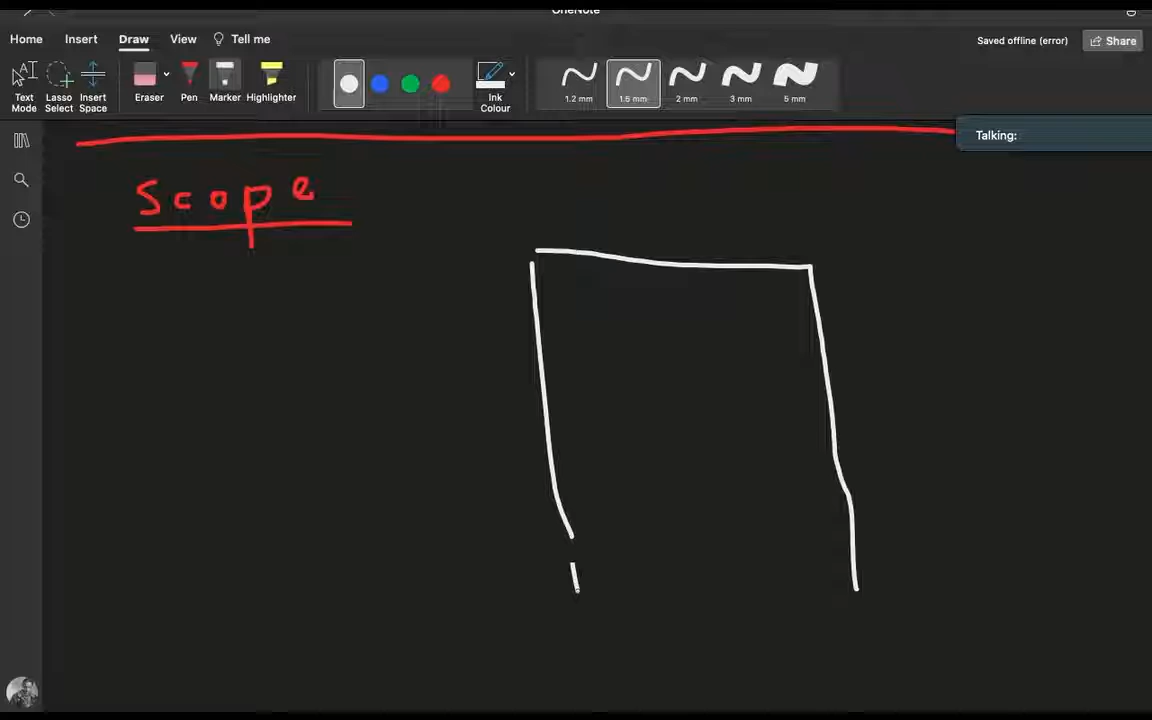 OneNote
Home Insert Draw View Tell me
Saved offline (error) Share
Text Mode
Lasso Select
Insert Space
Eraser
Pen
Marker
Highlighter
Ink Colour
1.2 mm
1.5 mm
2 mm
3 mm
5 mm
Talking:
Scope